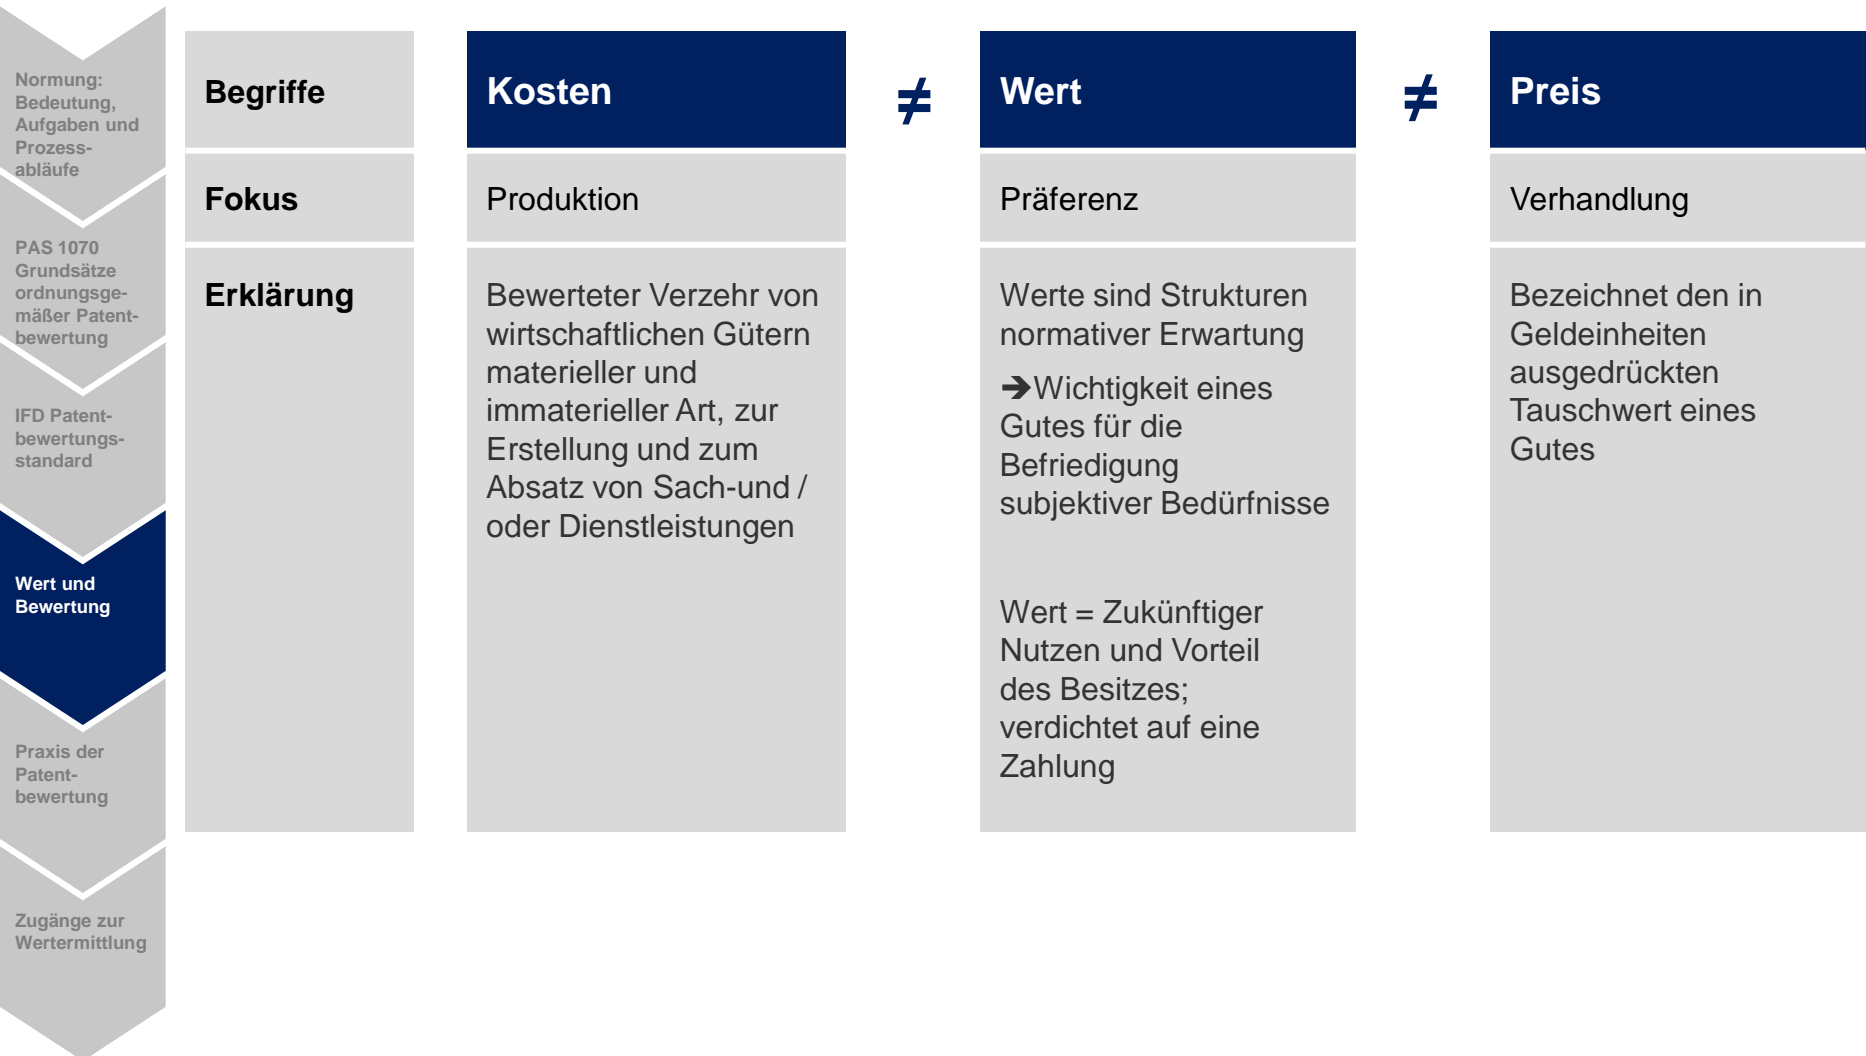 Normung:
Bedeutung,
Aufgaben und
Prozess-
abläufe
PAS 1070
Grundsätze
ordnungsge-
mäßer Patent-
bewertung
IFD Patent-
bewertungs-
standard
Wert und
Bewertung
Praxis der
Patent-
bewertung
Zugänge zur
Wertermittlung
Begriffe
Kosten
≠
Wert
≠
Preis
Fokus
Produktion
Präferenz
Verhandlung
Erklärung
Bewerteter Verzehr von
wirtschaftlichen Gütern
materieller und
immaterieller Art, zur
Erstellung und zum
Absatz von Sach-und /
oder Dienstleistungen
Werte sind Strukturen
normativer Erwartung
➔Wichtigkeit eines
Gutes für die
Befriedigung
subjektiver Bedürfnisse
Wert = Zukünftiger
Nutzen und Vorteil
des Besitzes;
verdichtet auf eine
Zahlung
Bezeichnet den in
Geldeinheiten
ausgedrückten
Tauschwert eines
Gutes